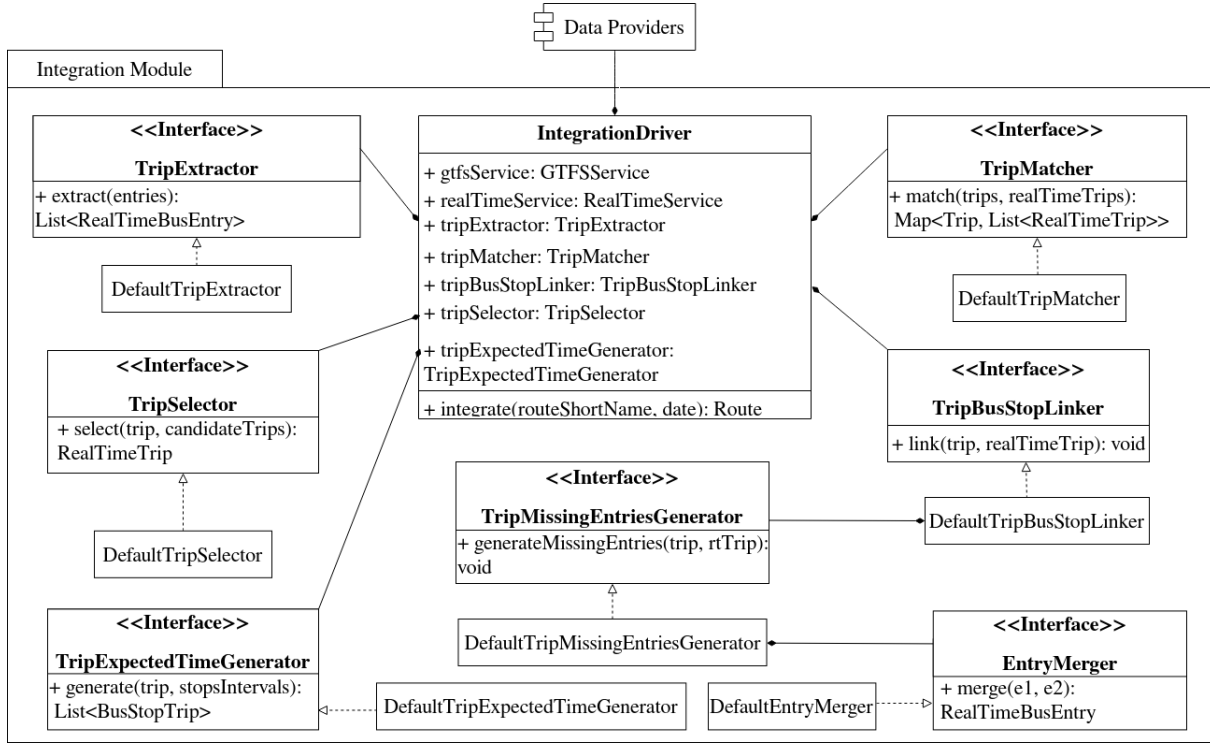 Data Providers
Integration Module
<<Interface>>
TripExtractor
+ extract(entries):
List<RealTimeBusEntry>
DefaultTripExtractor
IntegrationDriver
+ gtfsService: GTFSService
+ realTimeService: RealTimeService
+ tripExtractor: TripExtractor
+ tripMatcher: TripMatcher
+ tripBusStopLinker: TripBusStopLinker
+ tripSelector: TripSelector
+ tripExpectedTimeGenerator:
TripExpectedTimeGenerator
+ integrate(routeShortName, date): Route
<<Interface>>
TripMatcher
+ match(trips, realTimeTrips):
Map<Trip, List<RealTimeTrip>>
DefaultTripMatcher
<<Interface>>
TripSelector
+ select(trip, candidateTrips):
RealTimeTrip
DefaultTripSelector
<<Interface>>
TripBusStopLinker
+ link(trip, realTimeTrip): void
DefaultTripBusStopLinker
<<Interface>>
TripMissingEntriesGenerator
+ generateMissingEntries(trip, rtTrip):
void
DefaultTripMissingEntriesGenerator
<<Interface>>
TripExpectedTimeGenerator
+ generate(trip, stopsIntervals):
List<BusStopTrip>
DefaultTripExpectedTimeGenerator
DefaultEntryMerger
<<Interface>>
EntryMerger
+ merge(e1, e2):
RealTimeBusEntry